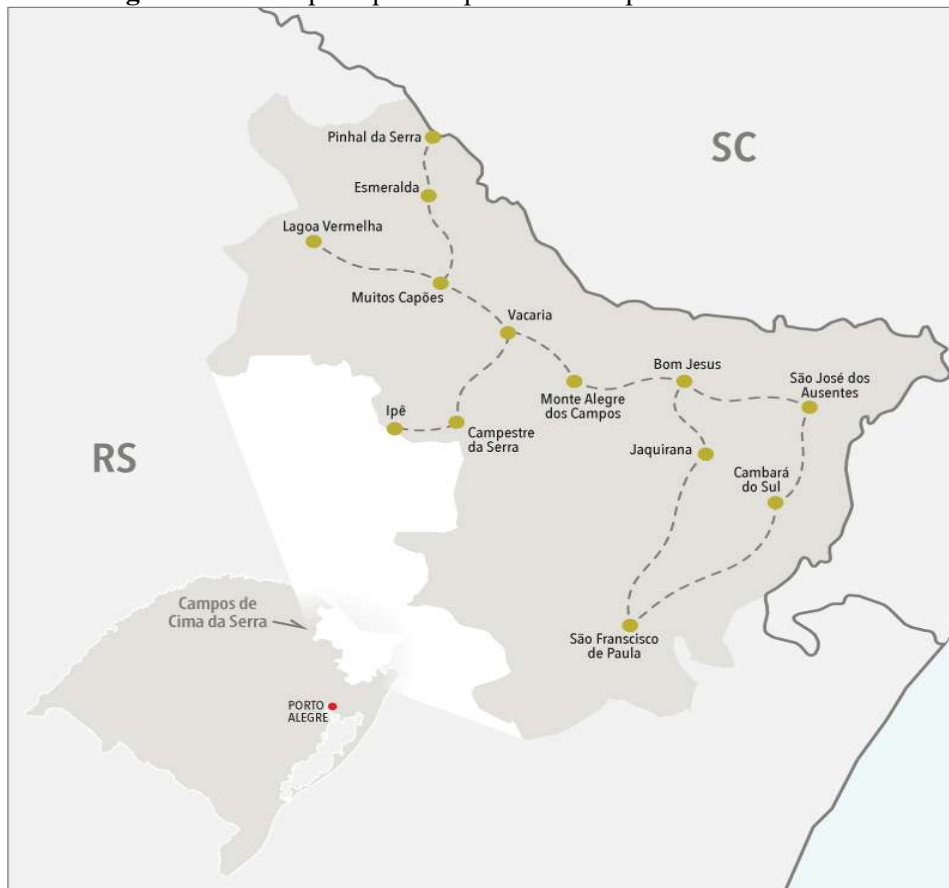 SC
Pinhal da Serra
Esmeralda
Lagoa Vermelha
Muitos Capões
Vacaria
Bom Jesus
São José dos
Ausentes
Monte Alegre
dos Campos
Ipê
Campestre
da Serra
RS
Jaquirana
Cambará
do Sul
Campos de
Cima da Serra
São Franscisco
de Paula
PORTO
ALEGRE